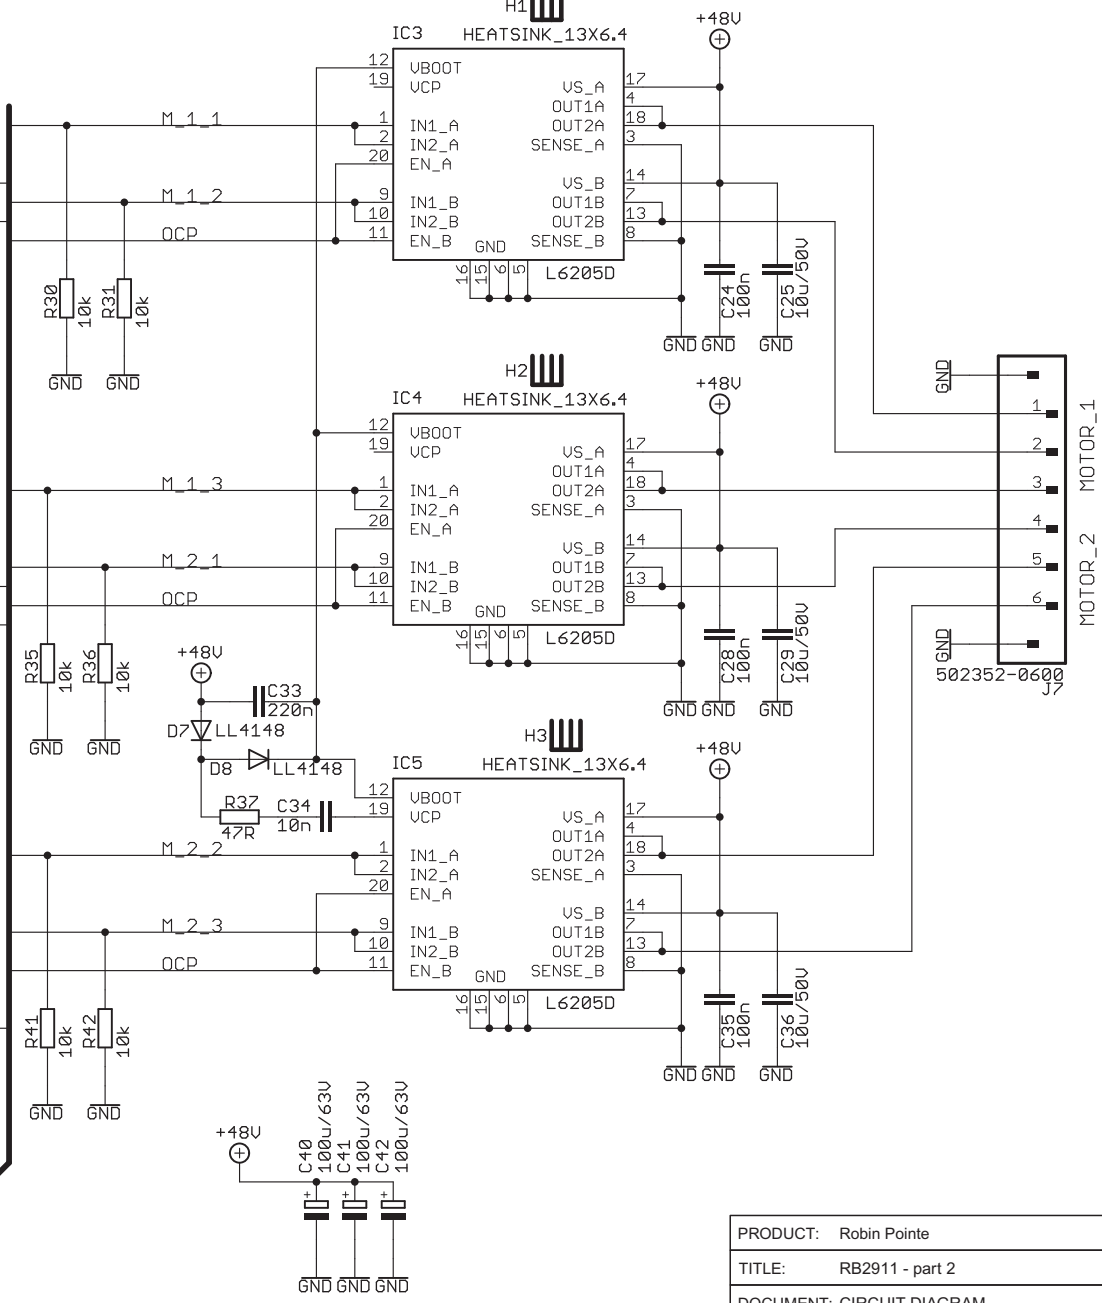 H1
IC3
HEATSINK_13X6.4
+48V
12
VBOOT
19
VCP
VS_A
17
OUT1A
4
M_1_1
1
IN1_A
OUT2A
18
2
IN2_A
SENSE_A
3
20
EN_A
VS_B
14
M_1_2
9
IN1_B
OUT1B
7
10
IN2_B
OUT2B
13
OCP
11
EN_B
SENSE_B
8
GND
16
15
6
5
L6205D
R30
10k
R31
10k
C24
100n
C25
10u/50V
GND
GND
GND
GND
GND
H2
IC4
HEATSINK_13X6.4
+48V
12
VBOOT
19
VCP
VS_A
17
OUT1A
4
M_1_3
1
IN1_A
OUT2A
18
2
IN2_A
SENSE_A
3
20
EN_A
VS_B
14
M_2_1
9
IN1_B
OUT1B
7
10
IN2_B
OUT2B
13
OCP
11
EN_B
SENSE_B
8
GND
16
15
6
5
L6205D
GND
1
2
3
4
5
6
MOTOR_1
MOTOR_2
GND
502352-0600
J7
R35
10k
R36
10k
GND
GND
C28
100n
C29
10u/50V
GND
GND
GND
+48V
C33
220n
D7
LL4148
D8
LL4148
R37
47R
C34
10n
H3
IC5
HEATSINK_13X6.4
+48V
12
VBOOT
19
VCP
VS_A
17
OUT1A
4
M_2_2
1
IN1_A
OUT2A
18
2
IN2_A
SENSE_A
3
20
EN_A
VS_B
14
M_2_3
9
IN1_B
OUT1B
7
10
IN2_B
OUT2B
13
OCP
11
EN_B
SENSE_B
8
GND
16
15
6
5
L6205D
R41
10k
R42
10k
GND
GND
C35
100n
C36
10u/50V
GND
GND
GND
+48V
C40
100u/63V
C41
100u/63V
C42
100u/63V
+
+
+
GND
GND
GND
PRODUCT: Robin Pointe
TITLE: RB2911 - part 2
DOCUMENT: CIRCUIT DIAGRAM